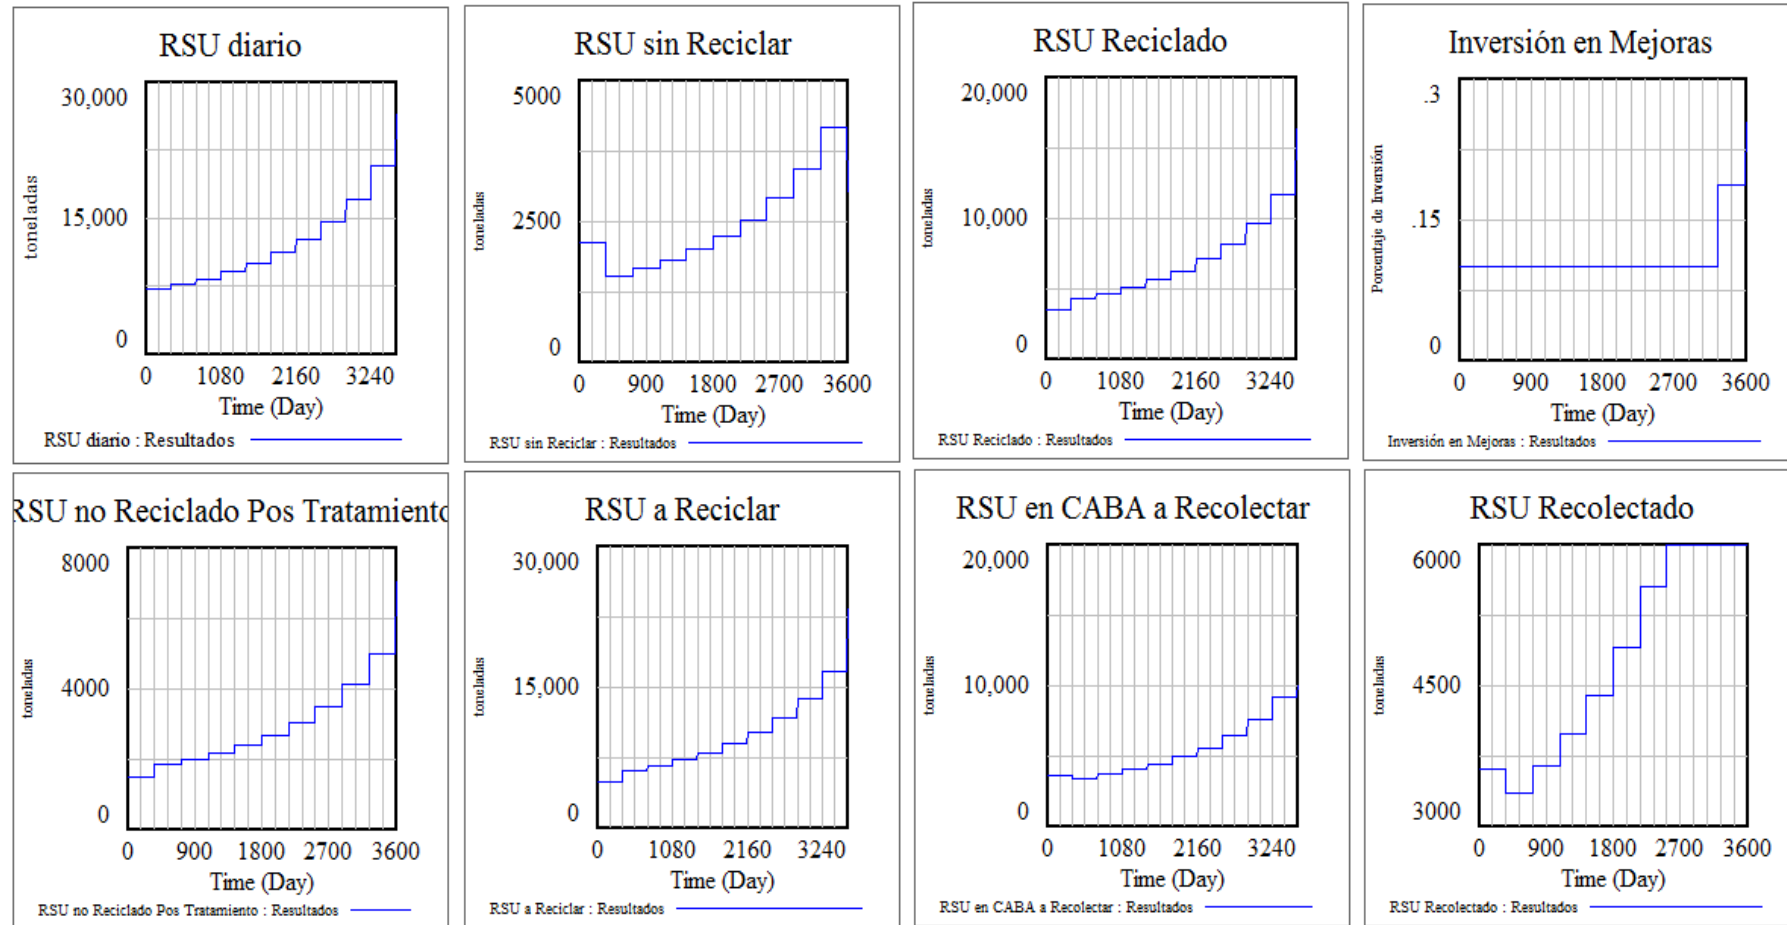 RSU diario
30,000
15,000
0
toneladas
0 1080 2160 3240
Time (Day)
RSU diario : Resultados
RSU sin Reciclar
5000
2500
0
toneladas
0 900 1800 2700 3600
Time (Day)
RSU sin Reciclar : Resultados
RSU Reciclado
20,000
10,000
0
toneladas
0 1080 2160 3240
Time (Day)
RSU Reciclado : Resultados
Inversión en Mejoras
.3
.15
0
Porcentaje de Inversión
0 900 1800 2700 3600
Time (Day)
Inversión en Mejoras : Resultados
RSU no Reciclado Pos Tratamiento
8000
4000
0
toneladas
0 900 1800 2700 3600
Time (Day)
RSU no Reciclado Pos Tratamiento : Resultados
RSU a Reciclar
30,000
15,000
0
toneladas
0 1080 2160 3240
Time (Day)
RSU a Reciclar : Resultados
RSU en CABA a Recolectar
20,000
10,000
0
toneladas
0 1080 2160 3240
Time (Day)
RSU en CABA a Recolectar : Resultados
RSU Recolectado
6000
4500
3000
toneladas
0 900 1800 2700 3600
Time (Day)
RSU Recolectado : Resultados